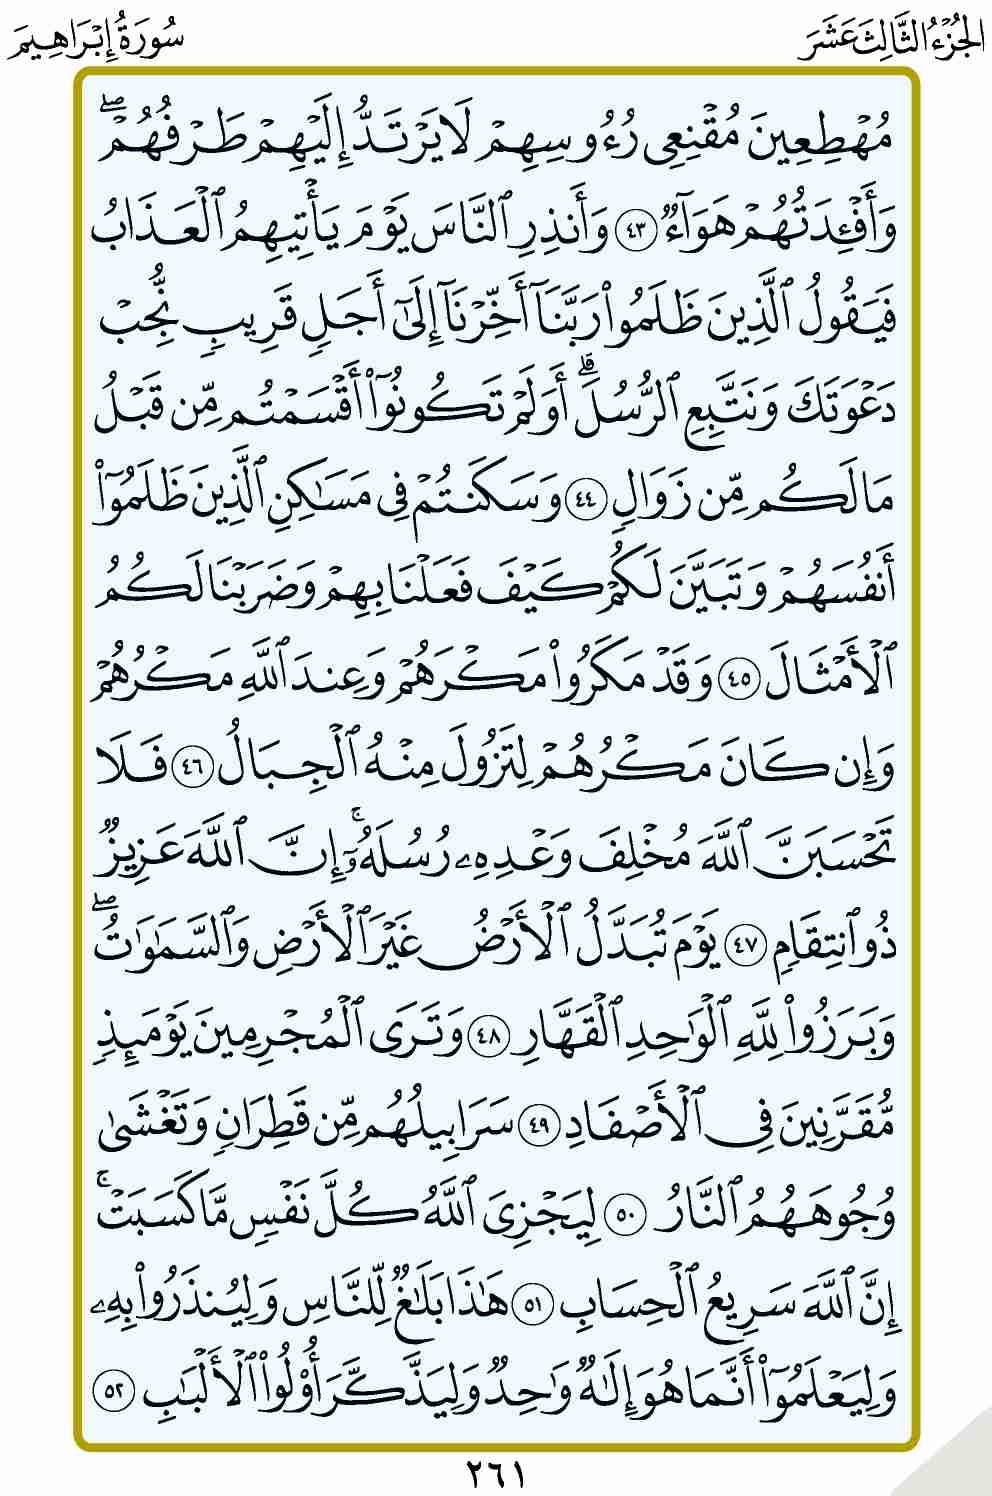 الجُزْءُ الثَّالِثَ عَشَرَ
سُورَةُ إِبْرَاهِيمَ
مُهْطِعِينَ مُقْنِعِى رُءُوسِهِمْ لَا يَرْتَدُّ إِلَيْهِمْ طَرْفُهُمْ ۖ
وَأَفْـِٔدَتُهُمْ هَوَآءٌ ٤٣ وَأَنذِرِ ٱلنَّاسَ يَوْمَ يَأْتِيهِمُ ٱلْعَذَابُ
فَيَقُولُ ٱلَّذِينَ ظَلَمُوا۟ رَبَّنَآ أَخِّرْنَآ إِلَىٰٓ أَجَلٍ قَرِيبٍ نُّجِبْ
دَعْوَتَكَ وَنَتَّبِعِ ٱلرُّسُلَ ۗ أَوَلَمْ تَكُونُوٓا۟ أَقْسَمْتُم مِّن قَبْلُ
مَا لَكُم مِّن زَوَالٍ ٤٤ وَسَكَنتُمْ فِى مَسَـٰكِنِ ٱلَّذِينَ ظَلَمُوٓا۟
أَنفُسَهُمْ وَتَبَيَّنَ لَكُمْ كَيْفَ فَعَلْنَا بِهِمْ وَضَرَبْنَا لَكُمُ
ٱلْأَمْثَالَ ٤٥ وَقَدْ مَكَرُوا۟ مَكْرَهُمْ وَعِندَ ٱللَّهِ مَكْرُهُمْ
وَإِن كَانَ مَكْرُهُمْ لِتَزُولَ مِنْهُ ٱلْجِبَالُ ٤٦ فَلَا
تَحْسَبَنَّ ٱللَّهَ مُخْلِفَ وَعْدِهِۦ رُسُلَهُۥٓ ۚ إِنَّ ٱللَّهَ عَزِيزٌ
ذُو ٱنتِقَامٍ ٤٧ يَوْمَ تُبَدَّلُ ٱلْأَرْضُ غَيْرَ ٱلْأَرْضِ وَٱلسَّمَـٰوَٰتُ ۖ
وَبَرَزُوا۟ لِلَّهِ ٱلْوَٰحِدِ ٱلْقَهَّارِ ٤٨ وَتَرَى ٱلْمُجْرِمِينَ يَوْمَئِذٍ
مُّقَرَّنِينَ فِى ٱلْأَصْفَادِ ٤٩ سَرَابِيلُهُم مِّن قَطِرَانٍ وَتَغْشَىٰ
وُجُوهَهُمُ ٱلنَّارُ ٥٠ لِيَجْزِىَ ٱللَّهُ كُلَّ نَفْسٍ مَّا كَسَبَتْ ۚ
إِنَّ ٱللَّهَ سَرِيعُ ٱلْحِسَابِ ٥١ هَـٰذَا بَلَـٰغٌ لِّلنَّاسِ وَلِيُنذَرُوا۟ بِهِۦ
وَلِيَعْلَمُوٓا۟ أَنَّمَا هُوَ إِلَـٰهٌ وَٰحِدٌ وَلِيَذَّكَّرَ أُو۟لُوا۟ ٱلْأَلْبَـٰبِ ٥٢
٢٦١